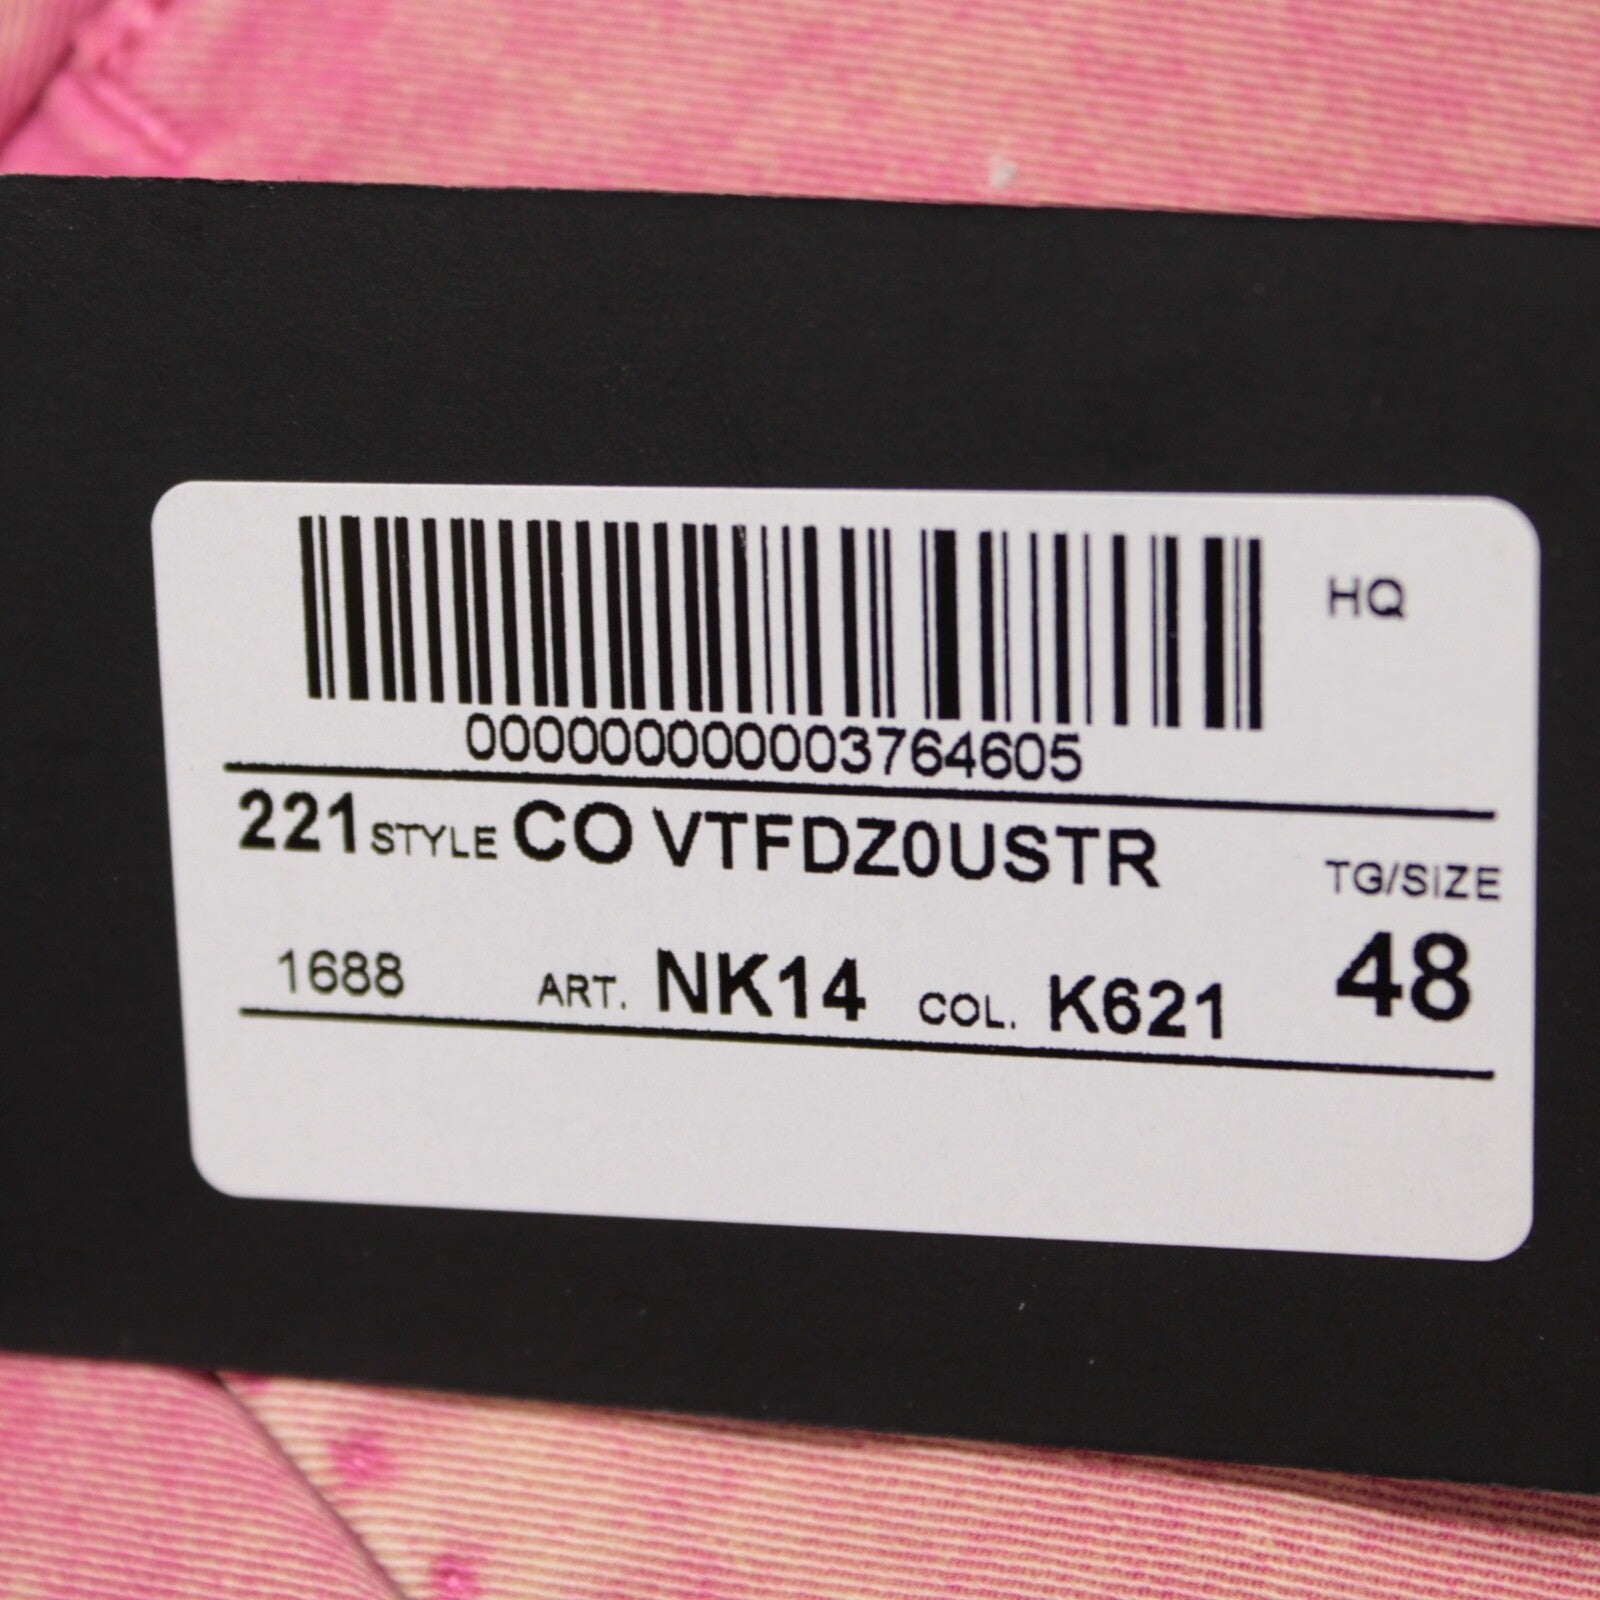 HQ
000000000003764605
221 STYLE CO VTFDZ0USTR
TG/SIZE
1688 ART. NK14 COL. K621 48